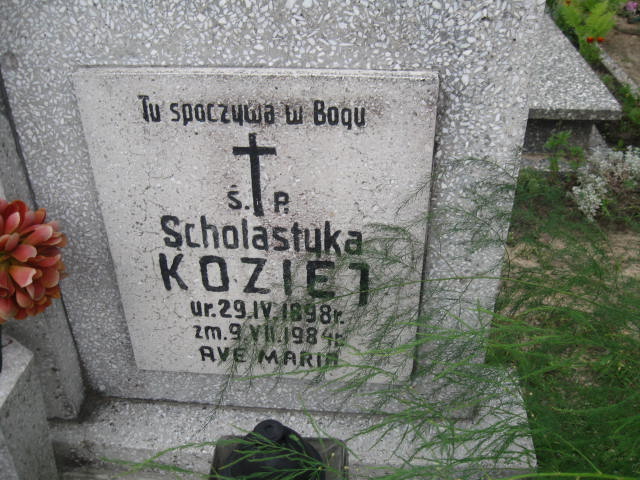 Tu spoczywa w Bogu
Ś. P.
Scholastyka
KOZIEJ
ur. 29.IV.1898r.
zm. 9 VII.1984r.
AVE MARIA